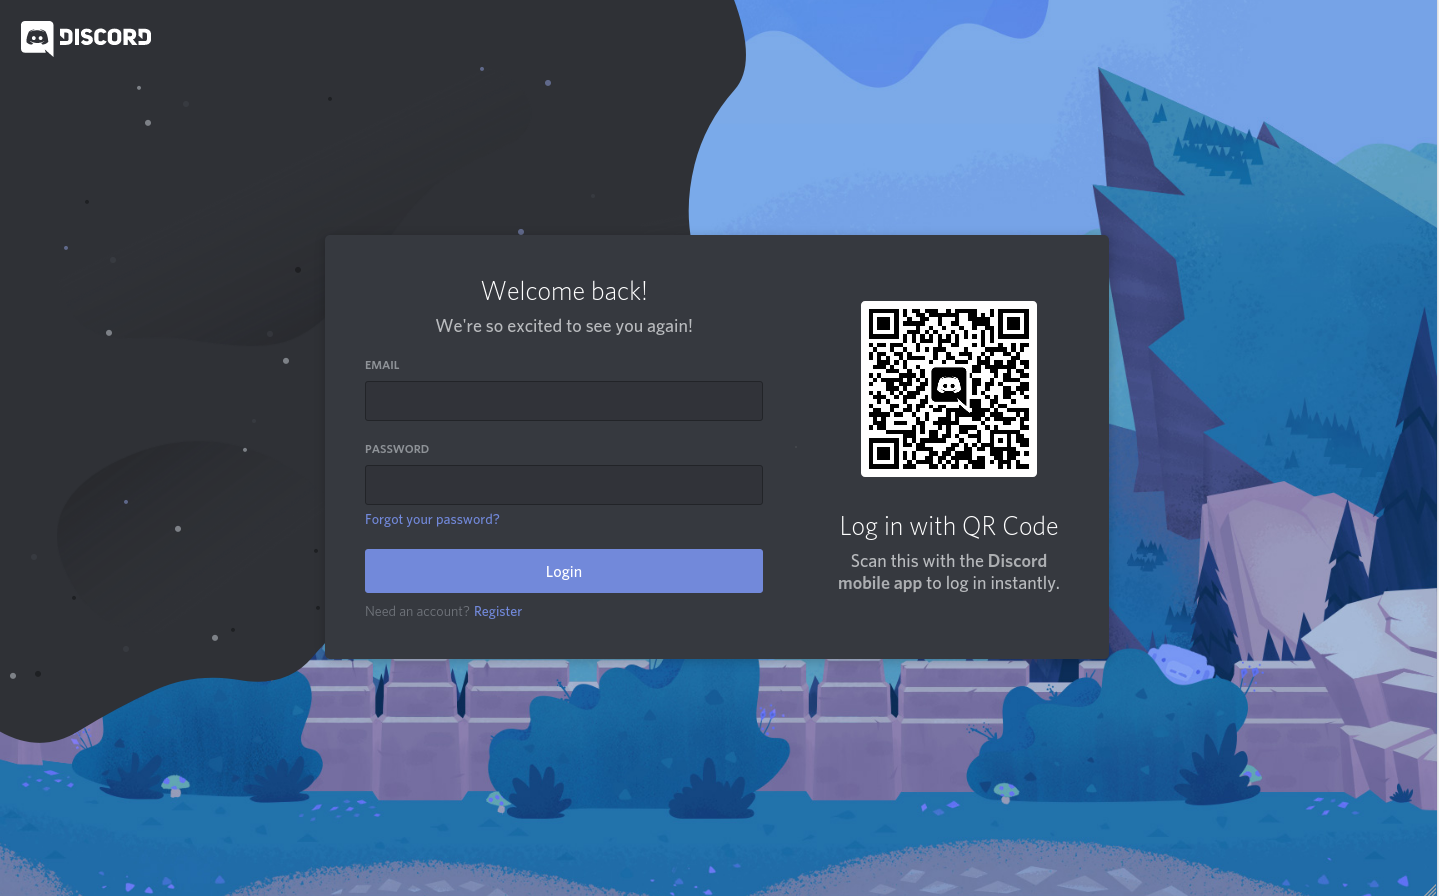 DISCORD
Welcome back!
We're so excited to see you again!
EMAIL
PASSWORD
Forgot your password?
Login
Need an account? Register
Log in with QR Code
Scan this with the Discord
mobile app to log in instantly.